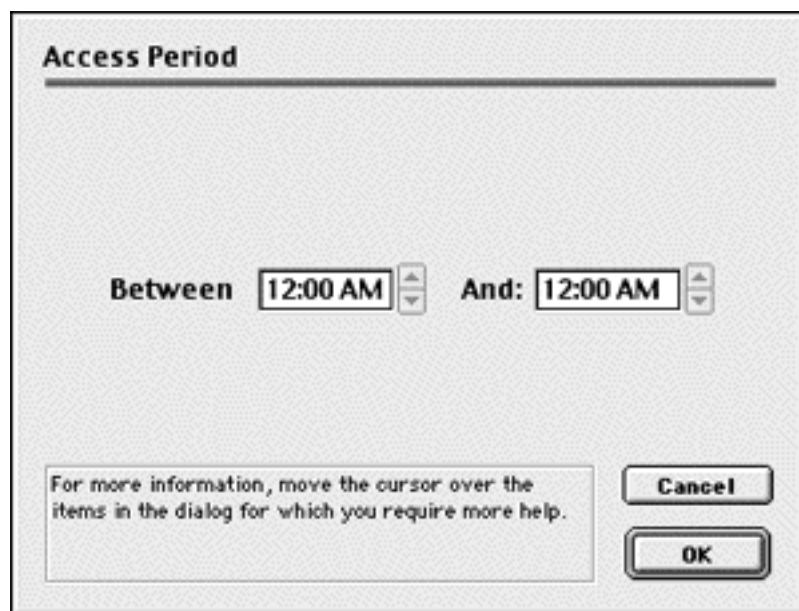 Access Period
Between 12:00 AM And: 12:00 AM
For more information, move the cursor over the
items in the dialog for which you require more help.
Cancel
OK